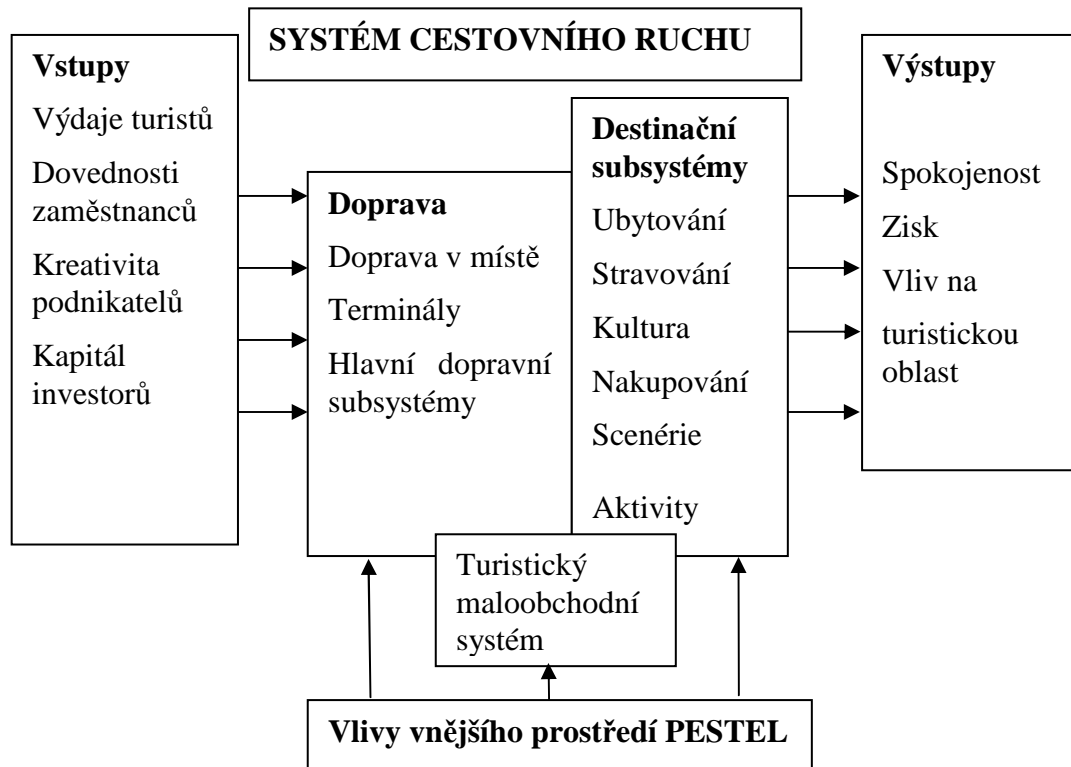 SYSTÉM CESTOVNÍHO RUCHU
Vstupy
Výdaje turistů
Dovednosti
zaměstnanců
Kreativita
podnikatelů
Kapitál
investorů
Doprava
Doprava v místě
Terminály
Hlavní dopravní
subsystémy
Destinační
subsystémy
Ubytování
Stravování
Kultura
Nakupování
Scenérie
Aktivity
Turistický
maloobchodní
systém
Výstupy
Spokojenost
Zisk
Vliv na
turistickou
oblast
Vlivy vnějšího prostředí PESTEL